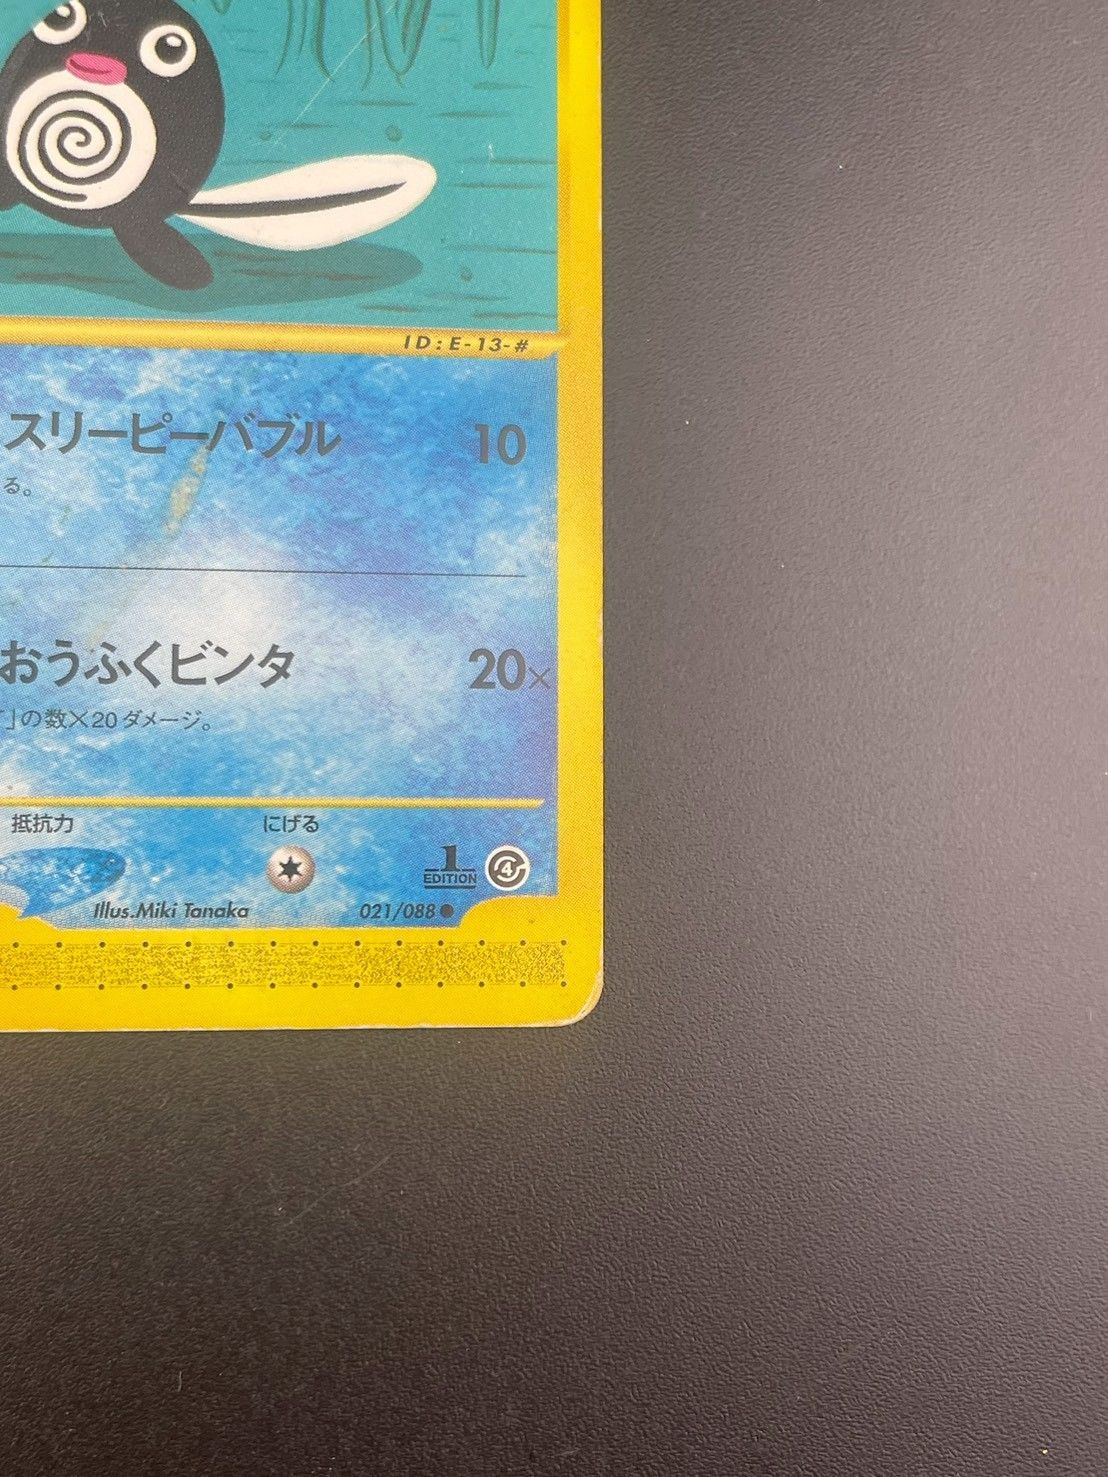 ID:E-13-#
スリーピーバブル 10
る。
おうふくビンタ 20×
」の数×20ダメージ。
抵抗力 にげる
1 EDITION 4
Illus.Miki Tanaka 021/088 ●